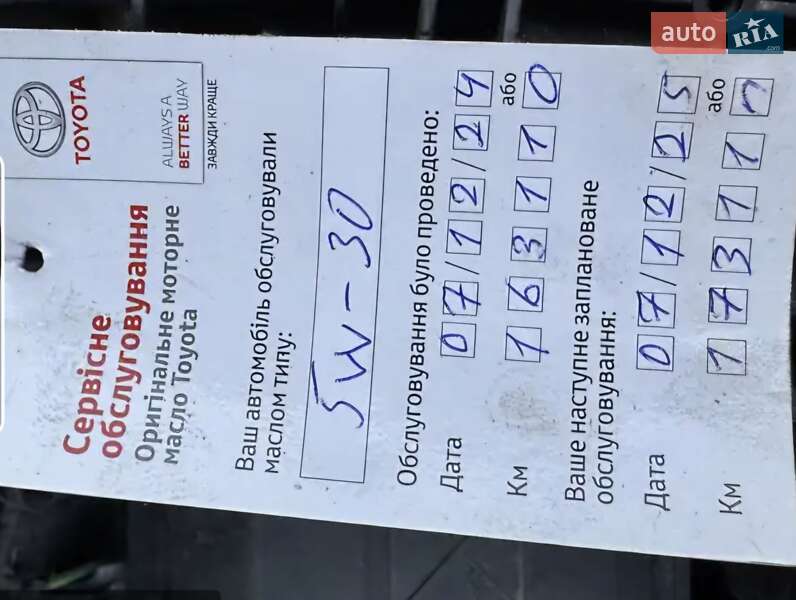 TOYOTA
ALWAYS A
BETTER WAY
ЗАВЖДИ КРАЩЕ
Сервісне
обслуговування
Оригінальне моторне
масло Toyota
Ваш автомобіль обслуговували
маслом типу:
5W-30
Обслуговування було проведено:
Дата 07/12/24 або
Км 163110
Ваше наступне заплановане
обслуговування:
Дата 07/12/25 або
Км 17311
auto RIA .com